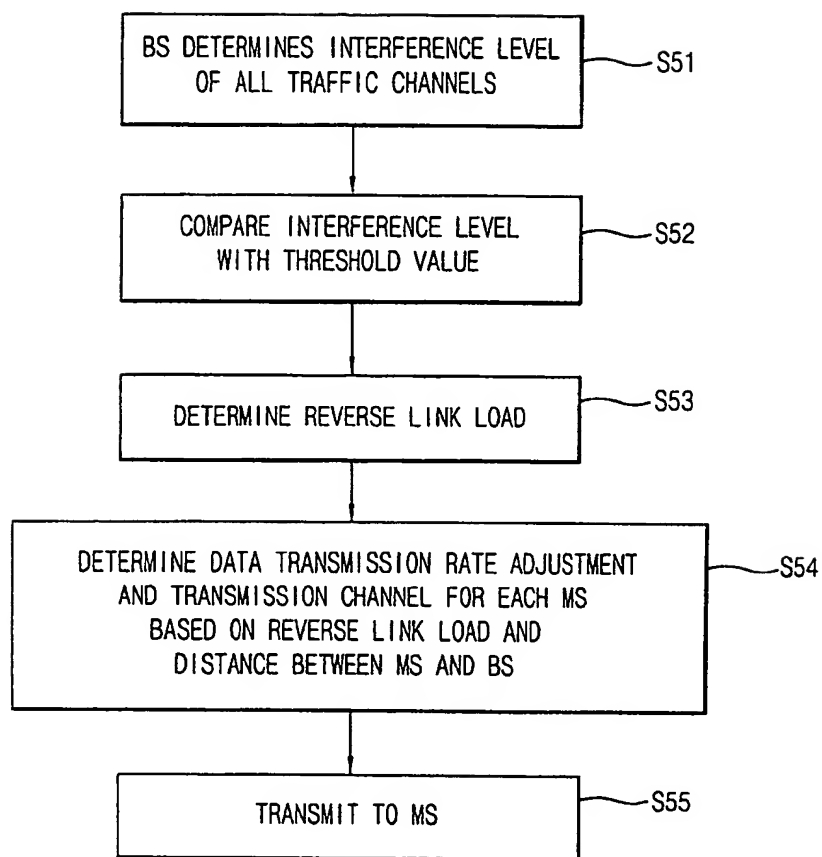 BS DETERMINES INTERFERENCE LEVEL
OF ALL TRAFFIC CHANNELS
S51
COMPARE INTERFERENCE LEVEL
WITH THRESHOLD VALUE
S52
DETERMINE REVERSE LINK LOAD
S53
DETERMINE DATA TRANSMISSION RATE ADJUSTMENT
AND TRANSMISSION CHANNEL FOR EACH MS
BASED ON REVERSE LINK LOAD AND
DISTANCE BETWEEN MS AND BS
S54
TRANSMIT TO MS
S55